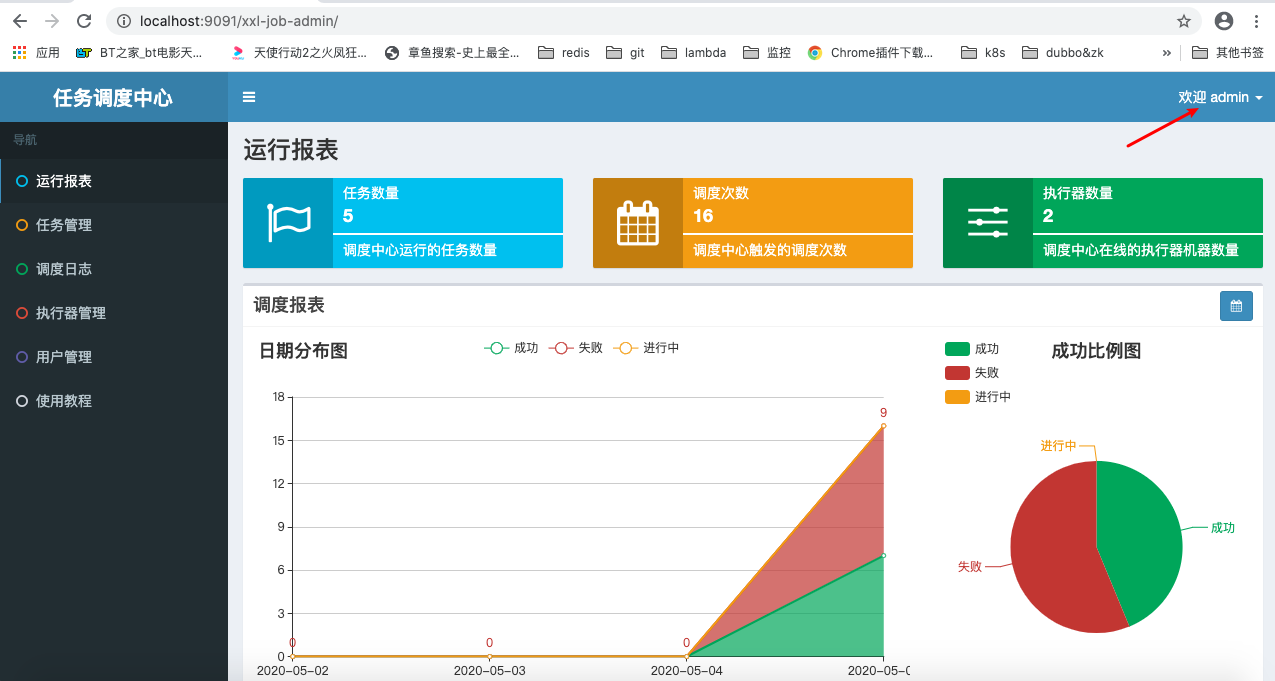 localhost:9091/xxl-job-admin/
应用 BT之家_bt电影天... 天使行动2之火凤狂... 章鱼搜索-史上最全... redis git lambda 监控 Chrome插件下载... k8s dubbo&zk » 其他书签
任务调度中心 欢迎 admin
导航
运行报表
任务管理
调度日志
执行器管理
用户管理
使用教程
运行报表
任务数量
5
调度中心运行的任务数量
调度次数
16
调度中心触发的调度次数
执行器数量
2
调度中心在线的执行器机器数量
调度报表
日期分布图
成功 失败 进行中
18
15
12
9
6
3
0
0 0 0 9
2020-05-02 2020-05-03 2020-05-04 2020-05-0
成功
失败
进行中
成功比例图
进行中
成功
失败